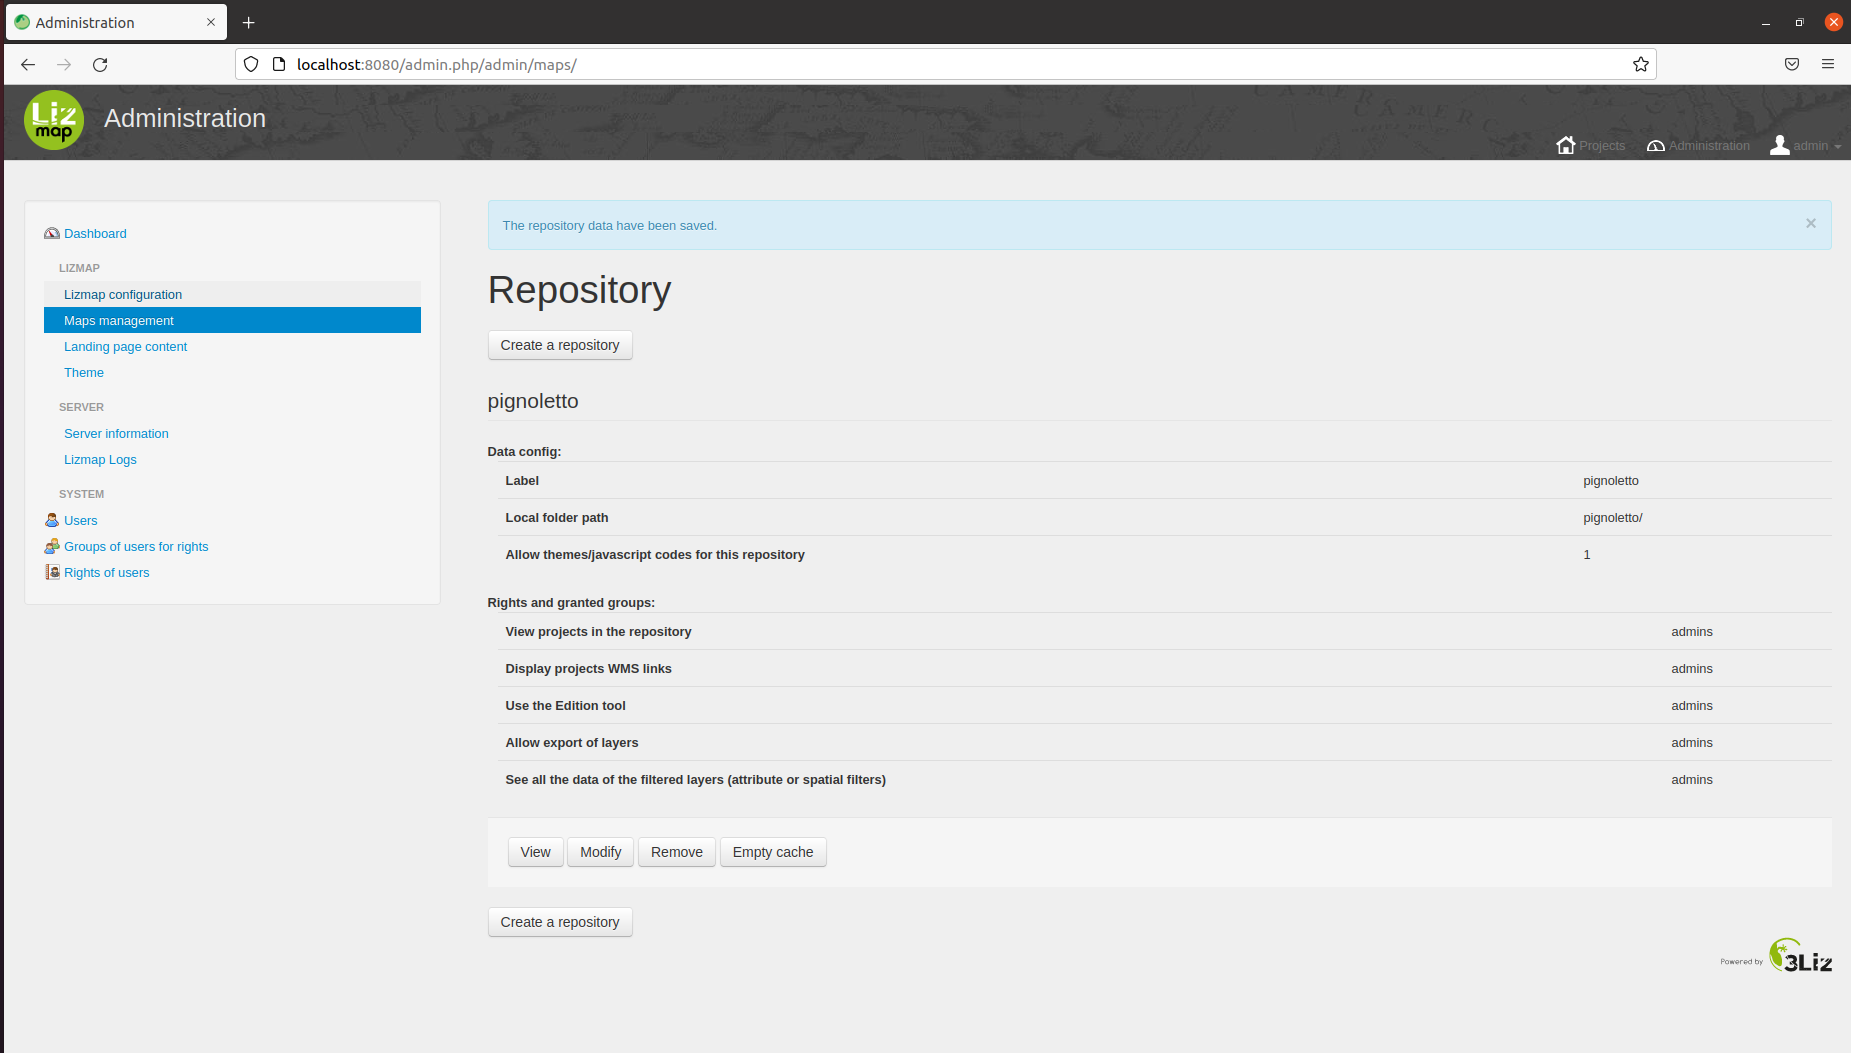 Administration
localhost:8080/admin.php/admin/maps/
Liz
map
Administration
Projects
Administration
admin
Dashboard
LIZMAP
Lizmap configuration
Maps management
Landing page content
Theme
SERVER
Server information
Lizmap Logs
SYSTEM
Users
Groups of users for rights
Rights of users
The repository data have been saved.
×
Repository
Create a repository
pignoletto
Data config:
Label pignoletto
Local folder path pignoletto/
Allow themes/javascript codes for this repository 1
Rights and granted groups:
View projects in the repository admins
Display projects WMS links admins
Use the Edition tool admins
Allow export of layers admins
See all the data of the filtered layers (attribute or spatial filters) admins
View Modify Remove Empty cache
Create a repository
Powered by 3Liz